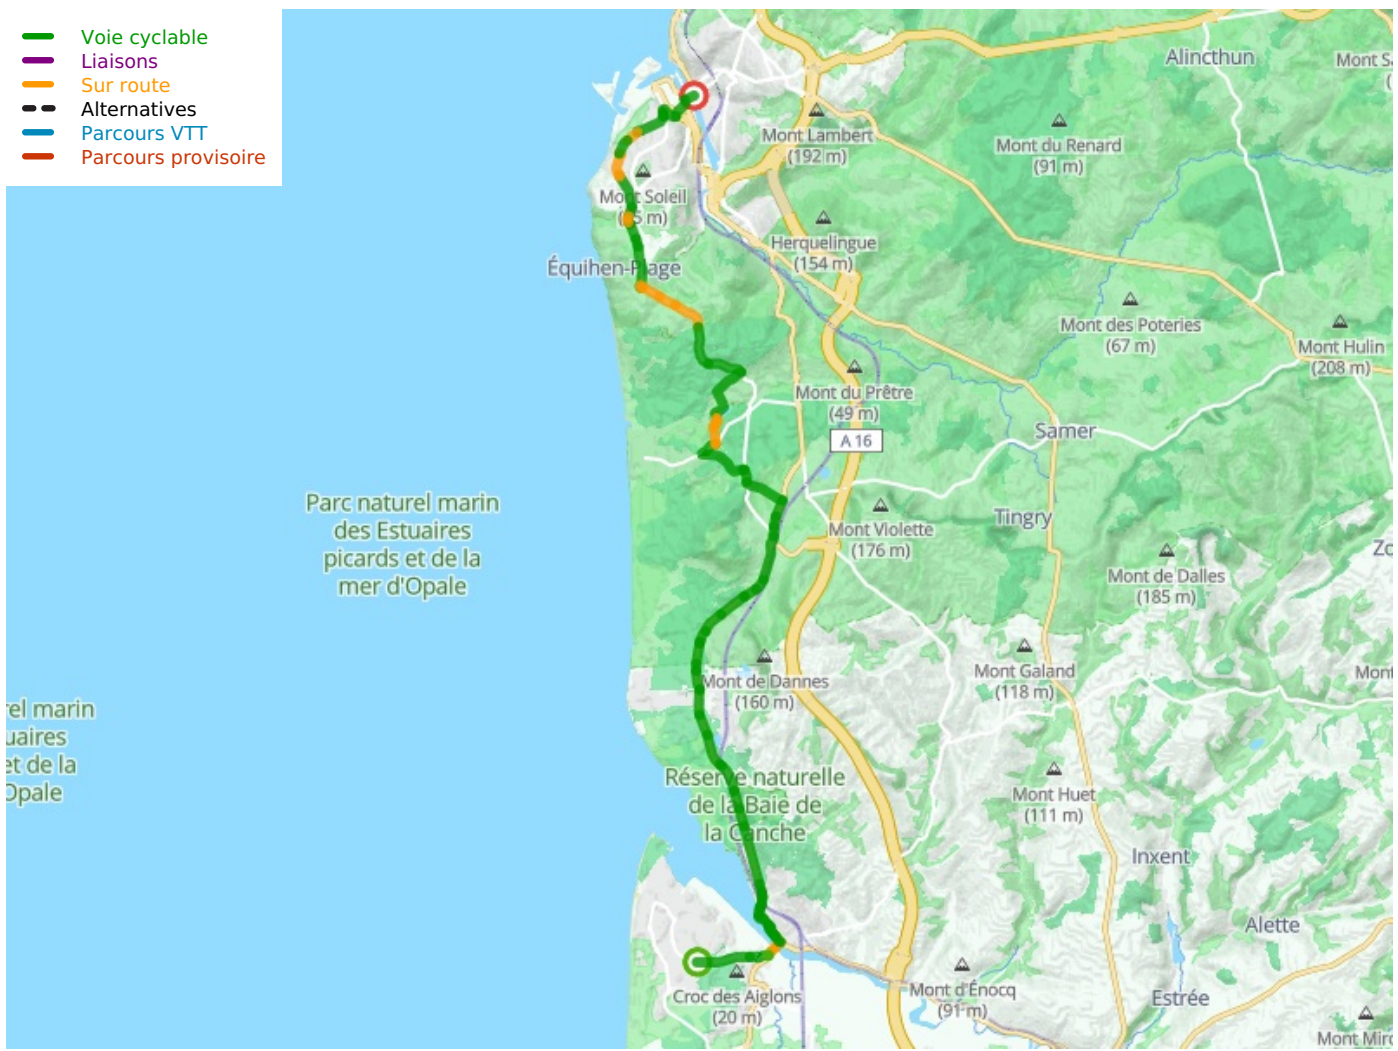 Voie cyclable
Liaisons
Sur route
Alternatives
Parcours VTT
Parcours provisoire
Alincthun
Mont Lambert
(192 m)
Mont du Renard
(91 m)
Mont Soleil
Herquelingue
(154 m)
Équihen-Plage
Mont des Poteries
(67 m)
Mont Hulin
(208 m)
Mont du Prêtre
(49 m)
A 16
Samer
Parc naturel marin
des Estuaires
picards et de la
mer d'Opale
Mont Violette
(176 m)
Tingry
Mont de Dalles
(185 m)
Mont de Dannes
(160 m)
Mont Galand
(118 m)
Mont
rel marin
uaires
et de la
Opale
Réserve naturelle
de la Baie de
la Canche
Mont Huet
(111 m)
Inxent
Alette
Croc des Aiglons
(20 m)
Mont d'Énocq
(91 m)
Estrée